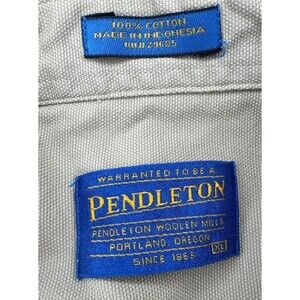 100% COTTON
MADE IN INDONESIA
RN# 29685
WARRANTED TO BE A
PENDLETON
PENDLETON WOOLEN MILLS
PORTLAND, OREGON
SINCE 1863 XL